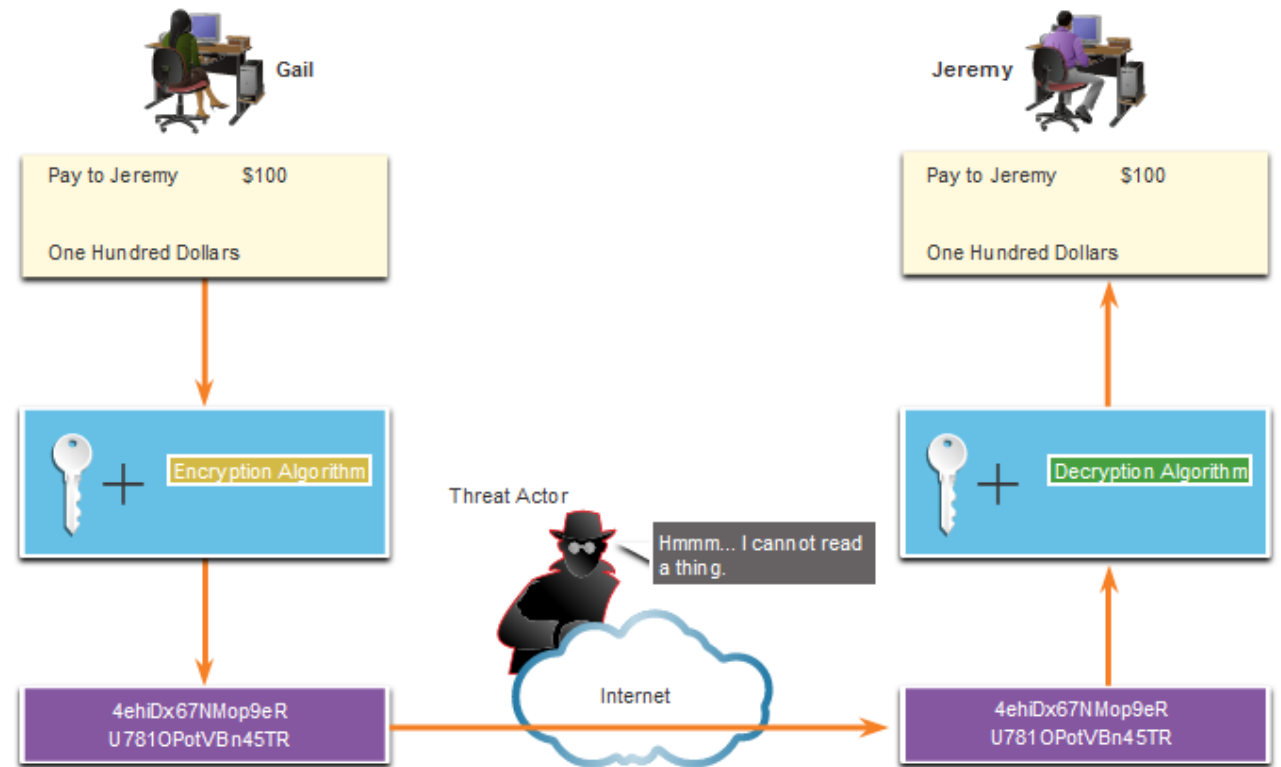 Gail
Jeremy
Pay to Jeremy $100
One Hundred Dollars
Pay to Jeremy $100
One Hundred Dollars
Encryption Algorithm
Decryption Algorithm
Threat Actor
Hmmm... I cannot read
a thing.
Internet
4ehiDx67NMop9eR
U781OPotVBn45TR
4ehiDx67NMop9eR
U781OPotVBn45TR